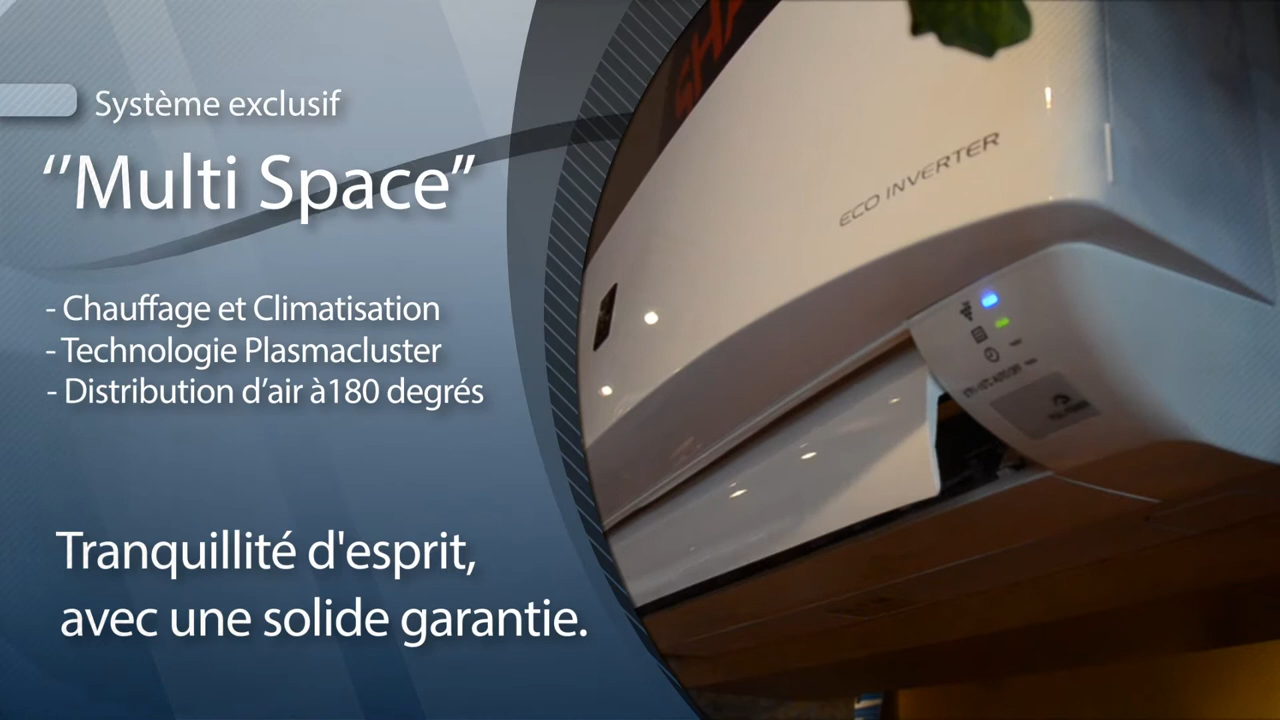 Système exclusif
‘’Multi Space”
- Chauffage et Climatisation
- Technologie Plasmacluster
- Distribution d’air à180 degrés
Tranquillité d'esprit,
avec une solide garantie.
ECO INVERTER